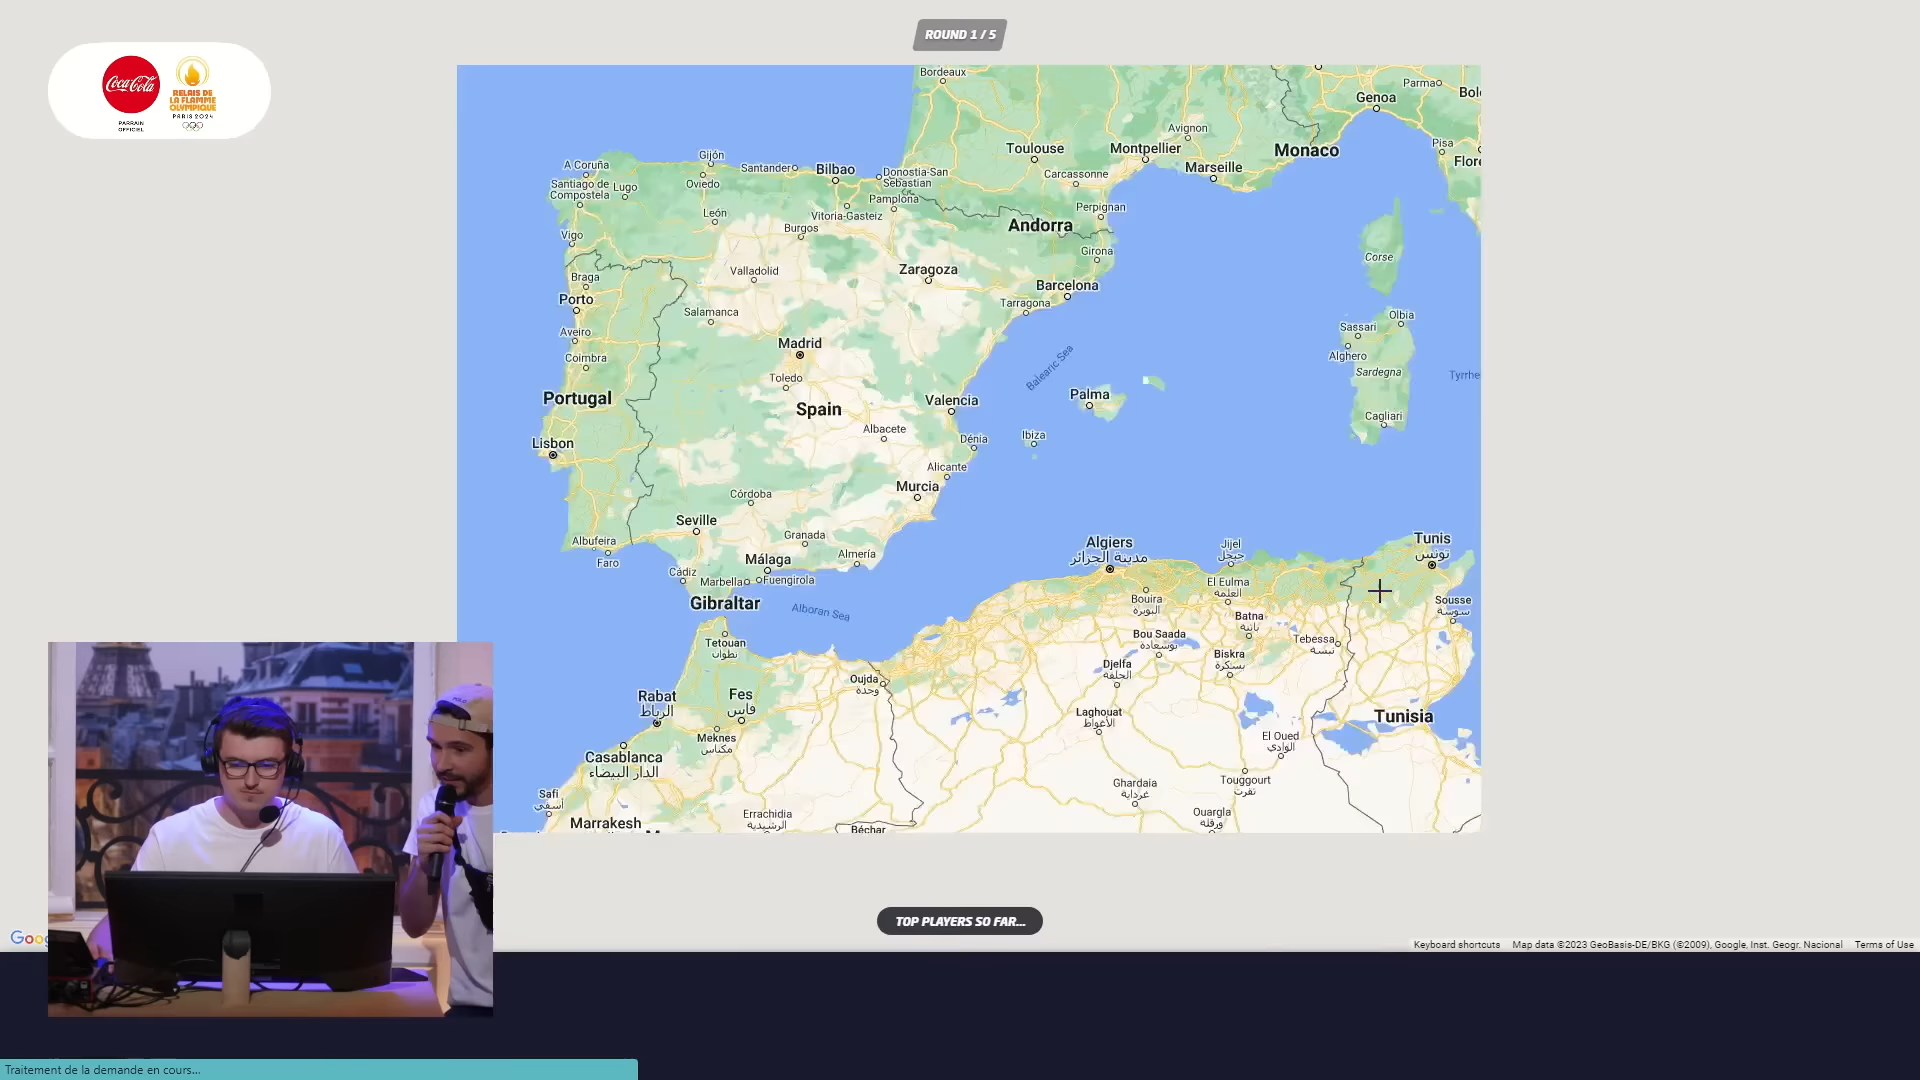 ROUND 1 / 5
Coca-Cola
PARRAIN
OFFICIEL
RELAIS DE
LA FLAMME
OLYMPIQUE
PARIS 2024
Bordeaux
Parma
Genoa
Bol
Avignon
Toulouse
Montpellier
Monaco
Pisa
Flore
Marseille
Carcassonne
Gijón
A Coruña
Santander
Bilbao
Donostia-San
Sebastian
Santiago de
Compostela
Lugo
Oviedo
Pamplona
Vitoria-Gasteiz
León
Burgos
Perpignan
Andorra
Vigo
Girona
Corse
Valladolid
Zaragoza
Braga
Barcelona
Porto
Tarragona
Salamanca
Olbia
Sassari
Aveiro
Madrid
Coimbra
Alghero
Balearic Sea
Toledo
Sardegna
Tyrrhe
Portugal
Spain
Valencia
Palma
Cagliari
Albacete
Lisbon
Dénia
Ibiza
Alicante
Murcia
Córdoba
Seville
Granada
Albufeira
Faro
Málaga
Almería
Algiers
مدينة الجزائر
Jijel
جيجل
Tunis
تونس
Cádiz
Marbella
Fuengirola
El Eulma
العلمة
Gibraltar
Alboran Sea
Bouira
البويرة
Sousse
سوسة
Batna
باتنة
Tetouan
تطوان
Bou Saada
بوسعادة
Tebessa
تبسة
Biskra
بسكرة
Djelfa
الجلفة
Oujda
وجدة
Rabat
الرباط
Fes
فاس
Laghouat
الأغواط
Tunisia
Meknes
مكناس
El Oued
الوادي
Casablanca
الدار البيضاء
Touggourt
تقرت
Ghardaia
غرداية
Safi
أسفي
Errachidia
الرشيدية
Ouargla
ورقلة
Marrakesh
Béchar
TOP PLAYERS SO FAR...
Goo
Keyboard shortcuts
Map data ©2023 GeoBasis-DE/BKG (©2009), Google, Inst. Geogr. Nacional
Terms of Use
Traitement de la demande en cours...